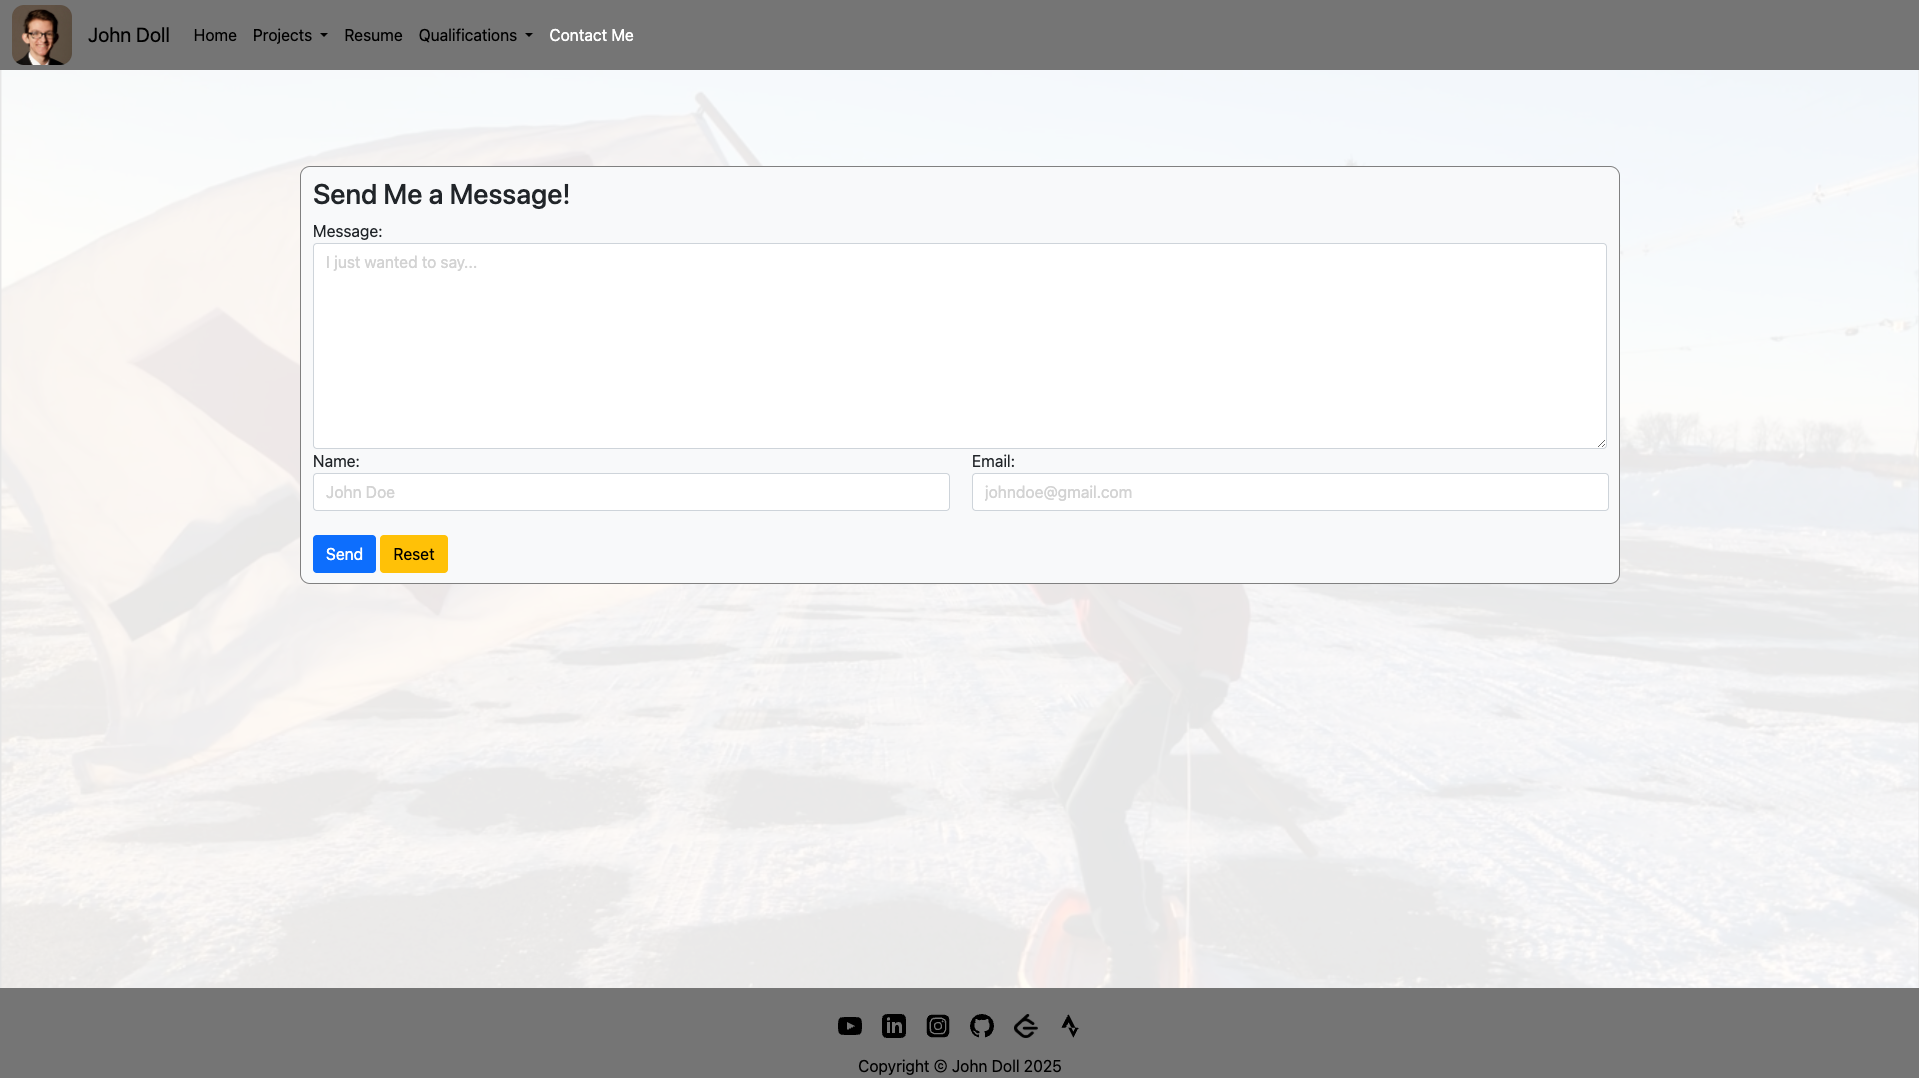 John Doll Home Projects Resume Qualifications Contact Me
Send Me a Message!
Message:
I just wanted to say...
Name: Email:
John Doe johndoe@gmail.com
Send Reset
Copyright © John Doll 2025